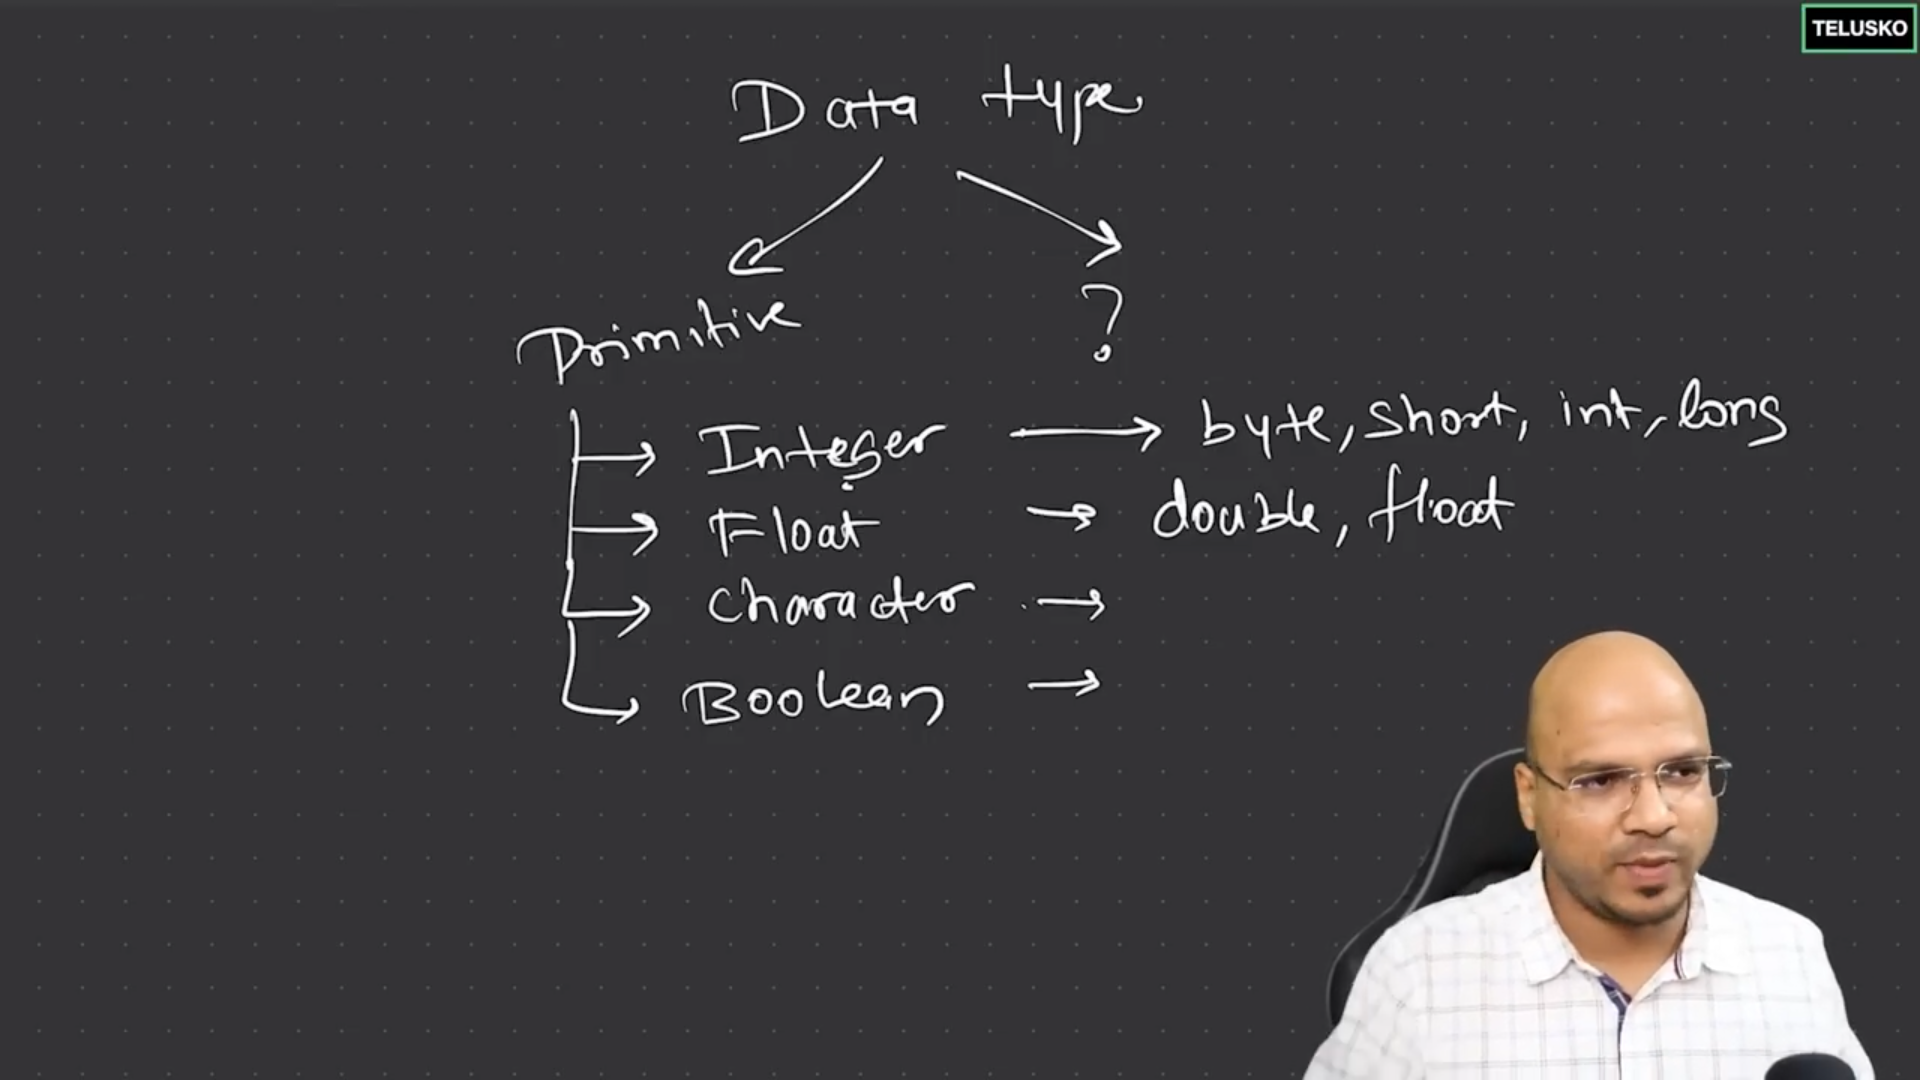 TELUSKO
Data type
Primitive ?
Integer → byte, short, int, long
Float → double, float
Character →
Boolean →